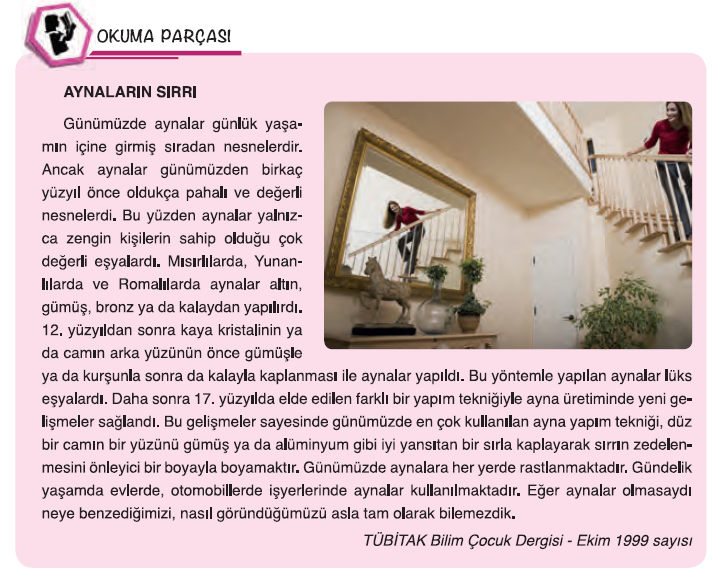 OKUMA PARÇASI
AYNALARIN SIRRI
Günümüzde aynalar günlük yaşa-
mın içine girmiş sıradan nesnelerdir.
Ancak aynalar günümüzden birkaç
yüzyıl önce oldukça pahalı ve değerli
nesnelerdi. Bu yüzden aynalar yalnız-
ca zengin kişilerin sahip olduğu çok
değerli eşyalardı. Mısırlılarda, Yunan-
lılarda ve Romalılarda aynalar altın,
gümüş, bronz ya da kalaydan yapılırdı.
12. yüzyıldan sonra kaya kristalinin ya
da camın arka yüzünün önce gümüşle
ya da kurşunla sonra da kalayla kaplanması ile aynalar yapıldı. Bu yöntemle yapılan aynalar lüks
eşyalardı. Daha sonra 17. yüzyılda elde edilen farklı bir yapım tekniğiyle ayna üretiminde yeni ge-
lişmeler sağlandı. Bu gelişmeler sayesinde günümüzde en çok kullanılan ayna yapım tekniği, düz
bir camın bir yüzünü gümüş ya da alüminyum gibi iyi yansıtan bir sırla kaplayarak sırrın zedelen-
mesini önleyici bir boyayla boyamaktır. Günümüzde aynalara her yerde rastlanmaktadır. Gündelik
yaşamda evlerde, otomobillerde işyerlerinde aynalar kullanılmaktadır. Eğer aynalar olmasaydı
neye benzediğimizi, nasıl göründüğümüzü asla tam olarak bilemezdik.
TÜBİTAK Bilim Çocuk Dergisi - Ekim 1999 sayısı